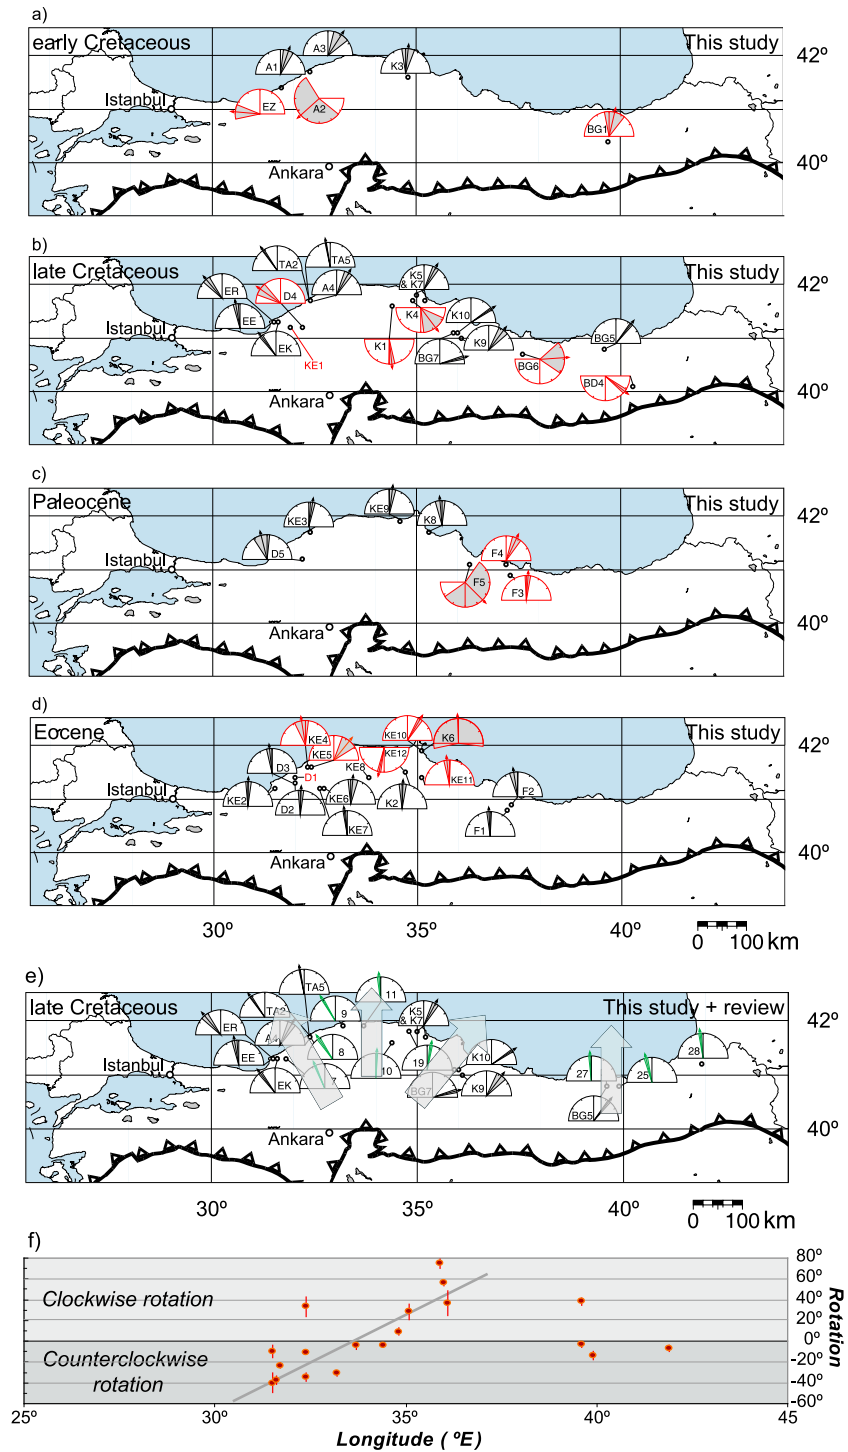 a)
early Cretaceous
This study
A3
A1
K3
42º
Istanbul
EZ
A2
BG1
Ankara
40º
b)
late Cretaceous
This study
TA2
TA5
ER
D4
A4
K5
& K7
42º
EE
K4
K10
EK
KE1
K1
BG7
K9
BG5
Istanbul
BG6
BD4
Ankara
40º
c)
Paleocene
This study
KE3
KE9
K8
42º
D5
F4
Istanbul
F5
F3
Ankara
40º
d)
Eocene
This study
KE4
KE10
K6
42º
KE5
KE12
D3
KE8
D1
KE11
Istanbul
KE2
D2
KE6
K2
F2
KE7
F1
Ankara
40º
30º
35º
40º
0
100 km
e)
late Cretaceous
This study + review
TA5
11
TA2
9
K5
& K7
42º
ER
A4
EE
8
19
K10
28
Istanbul
EK
7
10
BG7
K9
27
25
BG5
Ankara
40º
30º
35º
40º
0
100 km
f)
80º
60º
Clockwise rotation
40º
20º
0º
Counterclockwise
rotation
-20º
-40º
-60º
Rotation
25º
30º
35º
40º
45
Longitude ( ºE)